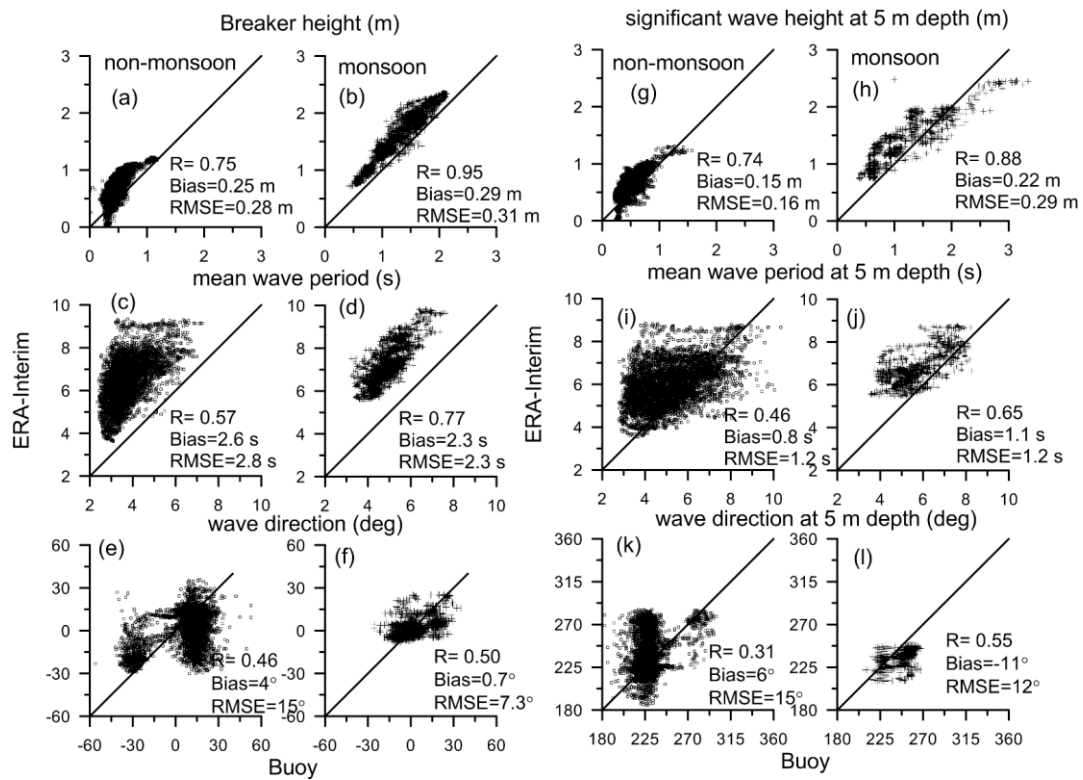 Breaker height (m)
significant wave height at 5 m depth (m)
3
2
1
0
non-monsoon
(a)
R= 0.75
Bias=0.25 m
RMSE=0.28 m
0 1 2 3
3
2
1
0
monsoon
(b)
R= 0.95
Bias=0.29 m
RMSE=0.31 m
0 1 2 3
3
2
1
0
non-monsoon
(g)
R= 0.74
Bias=0.15 m
RMSE=0.16 m
0 1 2 3
3
2
1
0
monsoon
(h)
R= 0.88
Bias=0.22 m
RMSE=0.29 m
0 1 2 3
mean wave period (s)
mean wave period at 5 m depth (s)
ERA-Interim
10
8
6
4
2
(c)
R= 0.57
Bias=2.6 s
RMSE=2.8 s
2 4 6 8 10
10
8
6
4
2
(d)
R= 0.77
Bias=2.3 s
RMSE=2.3 s
2 4 6 8 10
ERA-Interim
10
8
6
4
2
(i)
R= 0.46
Bias=0.8 s
RMSE=1.2 s
2 4 6 8 10
10
8
6
4
2
(j)
R= 0.65
Bias=1.1 s
RMSE=1.2 s
2 4 6 8 10
wave direction (deg)
wave direction at 5 m depth (deg)
60
30
0
-30
-60
(e)
R= 0.46
Bias=4°
RMSE=15°
-60 -30 0 30 60
60
30
0
-30
-60
(f)
R= 0.50
Bias=0.7°
RMSE=7.3°
-60 -30 0 30 60
360
315
270
225
180
(k)
R= 0.31
Bias=6°
RMSE=15°
180 225 270 315 360
360
315
270
225
180
(l)
R= 0.55
Bias=-11°
RMSE=12°
180 225 270 315 360
Buoy
Buoy